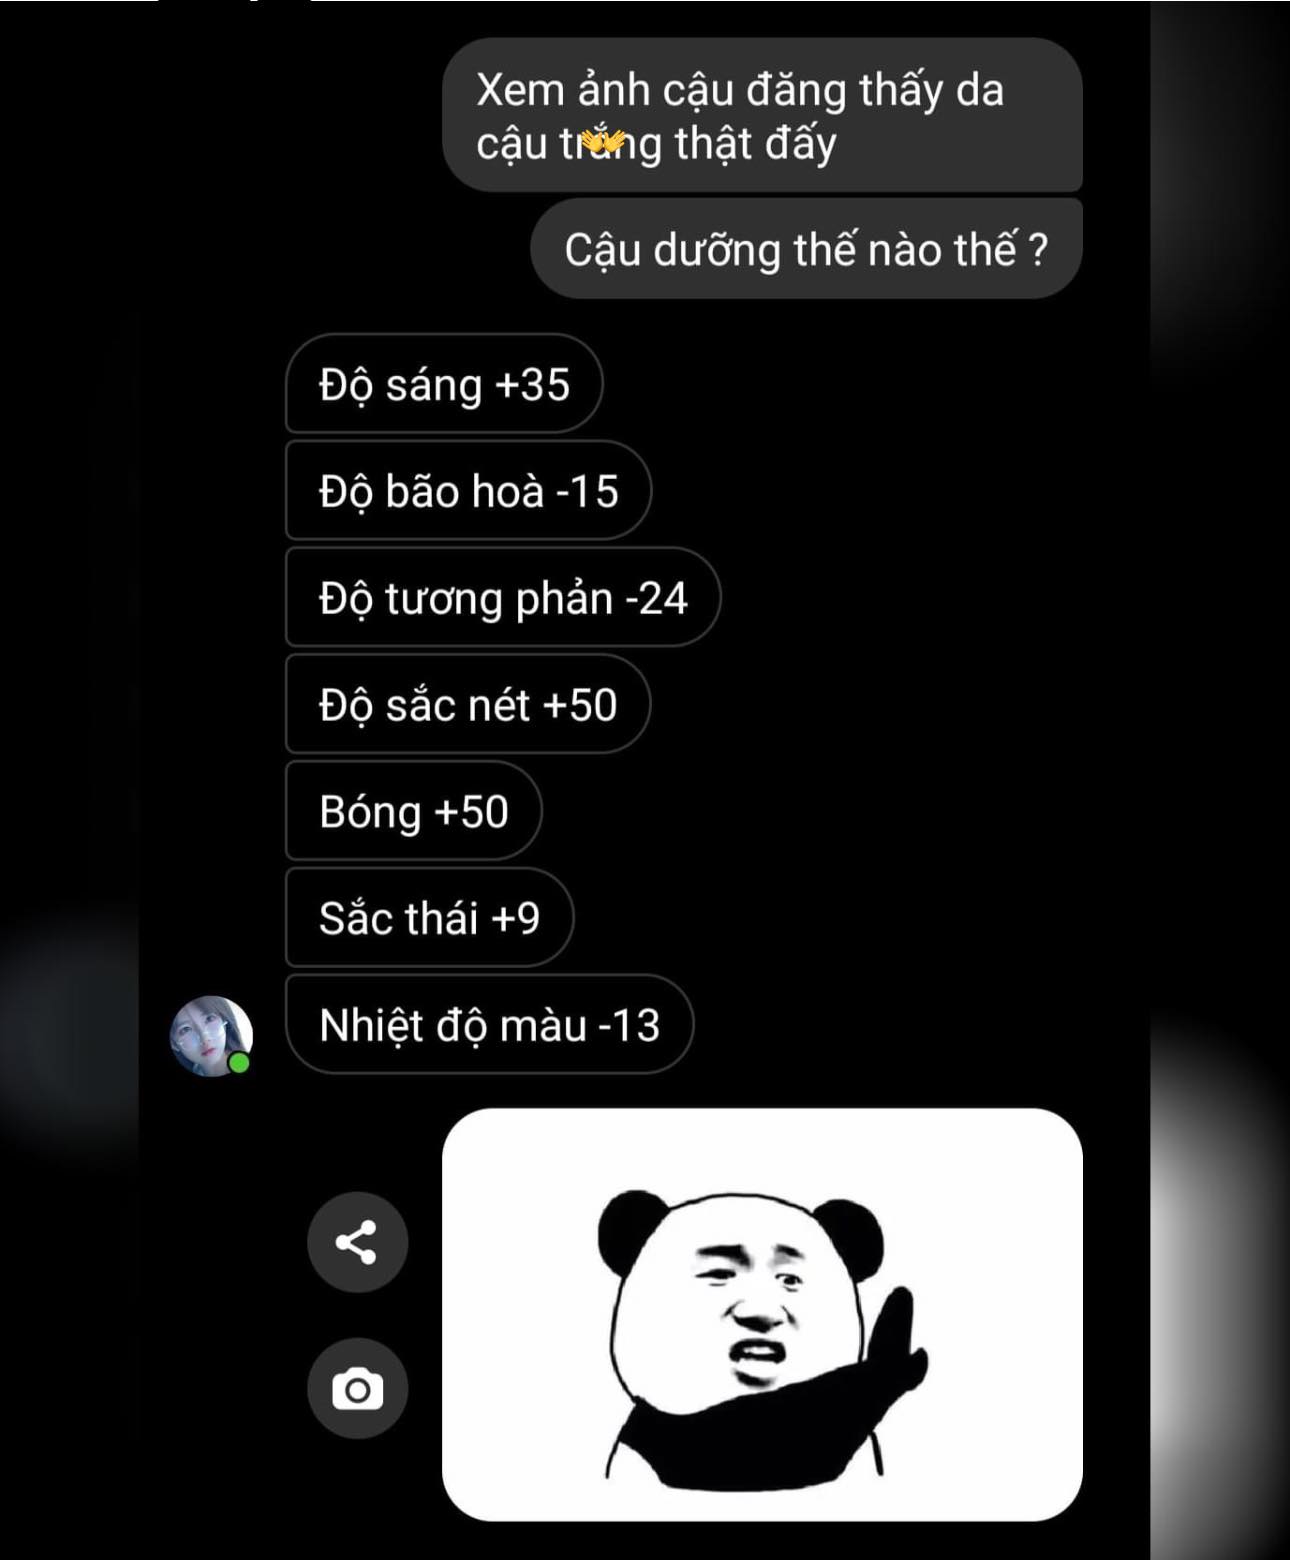 Xem ảnh cậu đăng thấy da
cậu trắng thật đấy
Cậu dưỡng thế nào thế ?
Độ sáng +35
Độ bão hoà -15
Độ tương phản -24
Độ sắc nét +50
Bóng +50
Sắc thái +9
Nhiệt độ màu -13